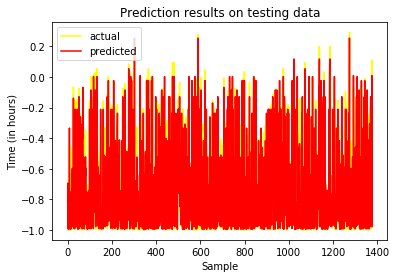 Prediction results on testing data
actual
predicted
0.2
0.0
−0.2
−0.4
−0.6
−0.8
−1.0
Time (in hours)
0 200 400 600 800 1000 1200 1400
Sample